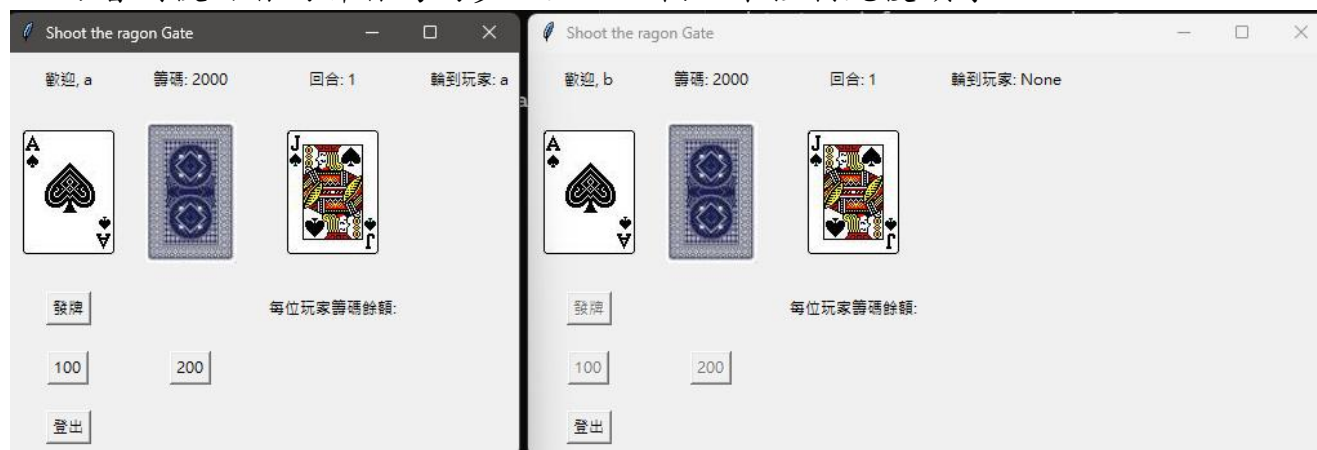 Shoot the ragon Gate
歡迎, a 籌碼: 2000 回合: 1 輪到玩家: a
A
J
A
J
發牌 每位玩家籌碼餘額:
100 200
登出
Shoot the ragon Gate
歡迎, b 籌碼: 2000 回合: 1 輪到玩家: None
A
J
A
J
發牌 每位玩家籌碼餘額:
100 200
登出